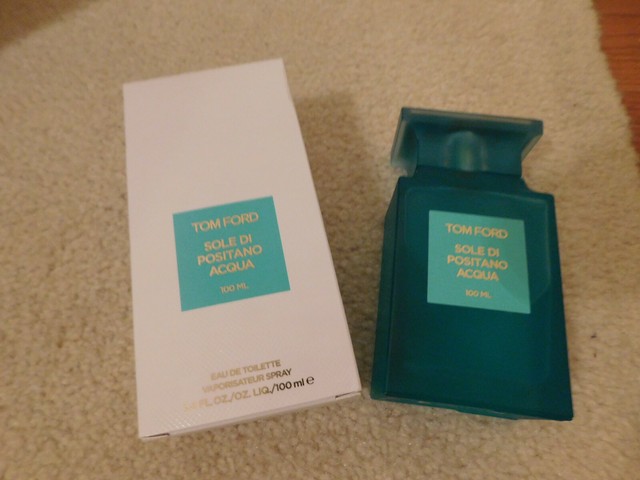 TOM FORD
SOLE DI
POSITANO
ACQUA
100 ML
EAU DE TOILETTE
VAPORISATEUR SPRAY
FL. OZ./OZ. LIQ./100 ml e
TOM FORD
SOLE DI
POSITANO
ACQUA
100 ML